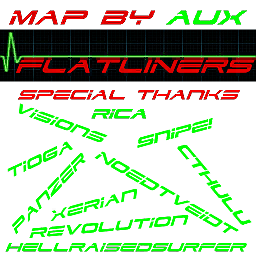 MAP BY AUX
FLATLINERS
SPECIAL THANKS
VISIONS
RICA
SNIPE!
TIOGA
CTHULU
PANZER
NOEDTVEIDT
XERIAN
REVOLUTION
HELLRAISEDSURFER